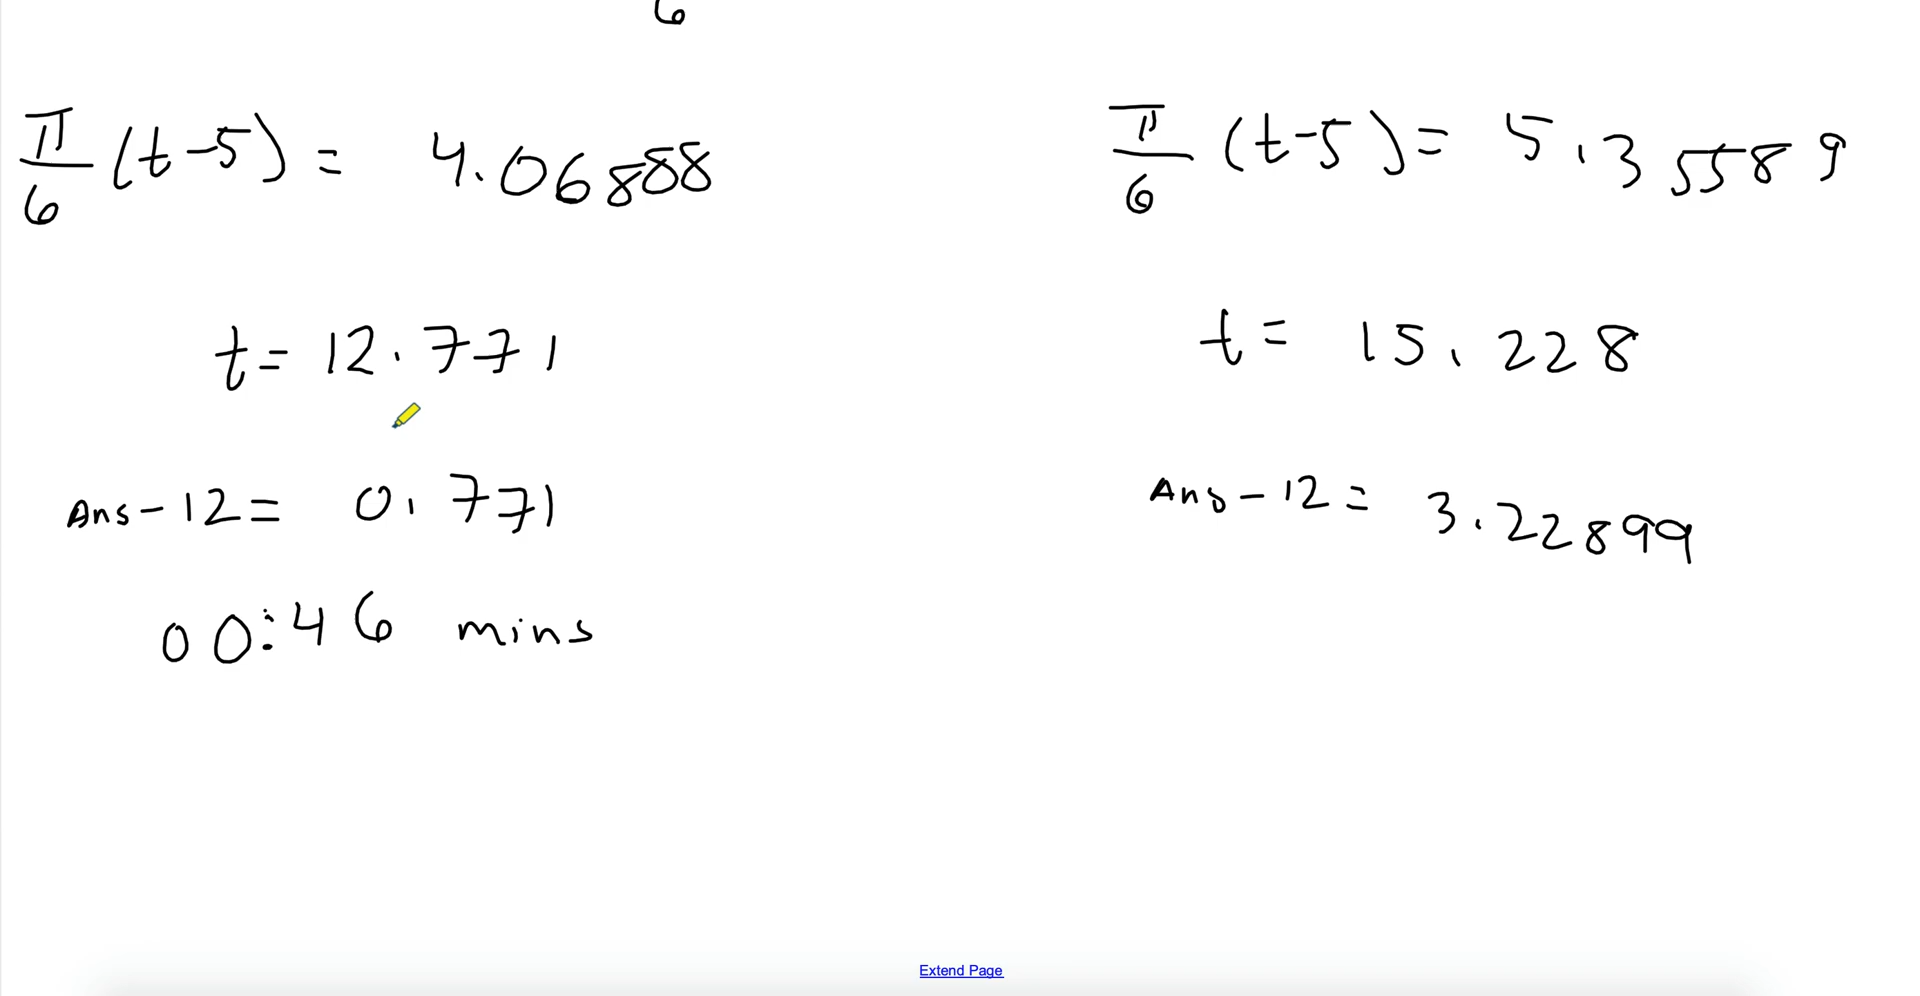 6
π/6 (t-5) = 4.06888
π/6 (t-5) = 5.35589
t = 12.771
t = 15.228
Ans - 12 = 0.771
Ans - 12 = 3.22899
00:46 mins
Extend Page